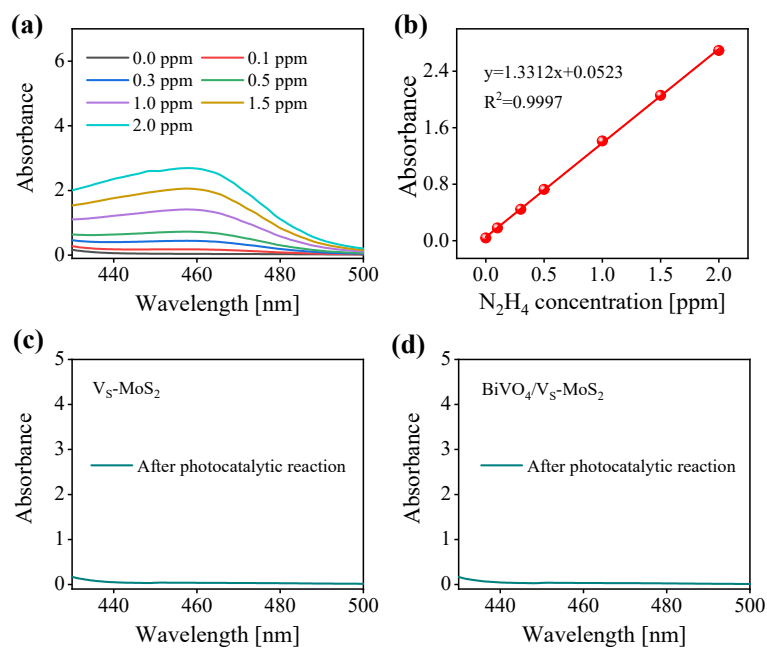 (a)
0.0 ppm 0.1 ppm
0.3 ppm 0.5 ppm
1.0 ppm 1.5 ppm
2.0 ppm
6
4
2
0
Absorbance
440 460 480 500
Wavelength [nm]
(b)
y=1.3312x+0.0523
R²=0.9997
2.4
1.6
0.8
0.0
Absorbance
0.0 0.5 1.0 1.5 2.0
N₂H₄ concentration [ppm]
(c)
V_S-MoS₂
After photocatalytic reaction
5
4
3
2
1
0
Absorbance
440 460 480 500
Wavelength [nm]
(d)
BiVO₄/V_S-MoS₂
After photocatalytic reaction
5
4
3
2
1
0
Absorbance
440 460 480 500
Wavelength [nm]